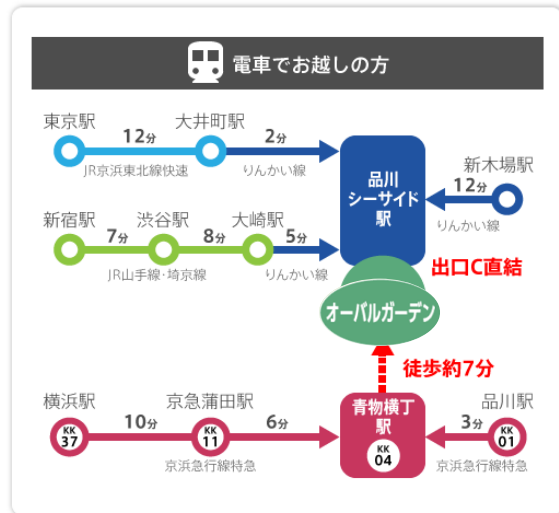 電車でお越しの方
東京駅
12分
大井町駅
2分
JR京浜東北線快速
りんかい線
品川
シーサイド
駅
新木場駅
12分
りんかい線
新宿駅
7分
渋谷駅
8分
大崎駅
5分
JR山手線・埼京線
りんかい線
出口C直結
オーバルガーデン
徒歩約7分
横浜駅
KK
37
10分
京急蒲田駅
KK
11
6分
京浜急行線特急
青物横丁
駅
KK
04
品川駅
3分
KK
01
京浜急行線特急